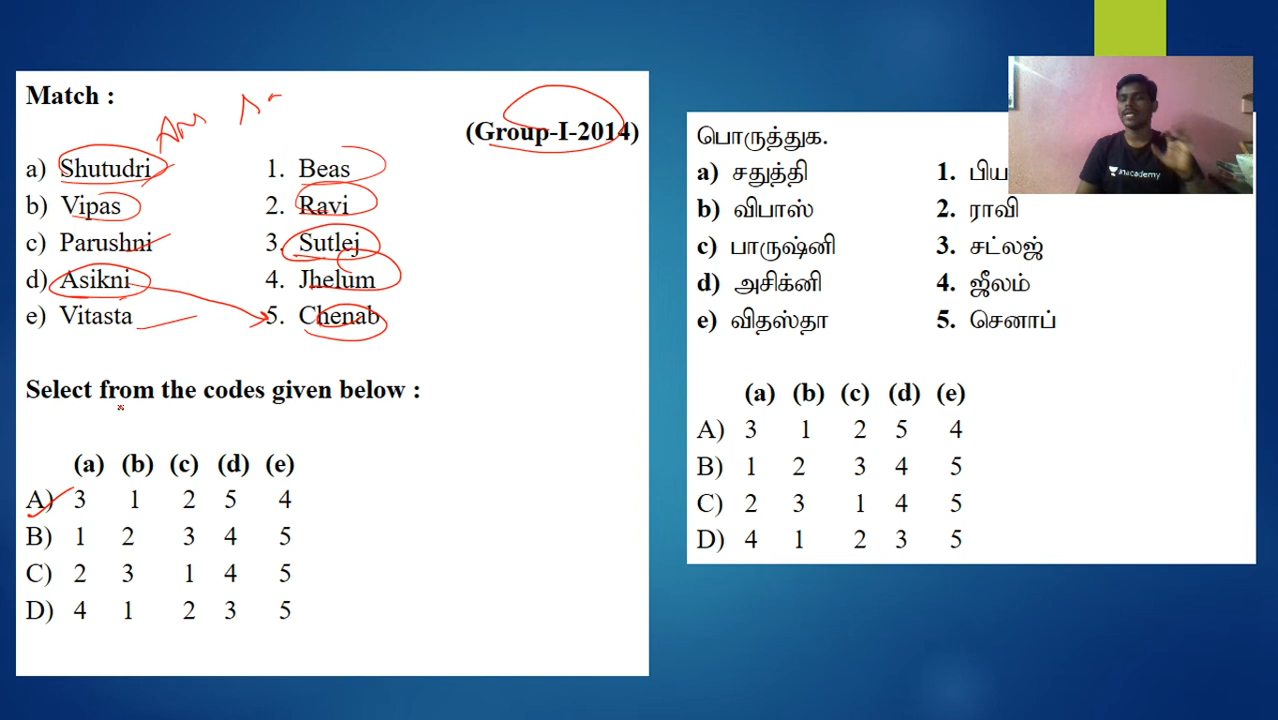 Match :
(Group-I-2014)
Ans
a) Shutudri 1. Beas
b) Vipas 2. Ravi
c) Parushni 3. Sutlej
d) Asikni 4. Jhelum
e) Vitasta 5. Chenab
Select from the codes given below :
(a) (b) (c) (d) (e)
A) 3 1 2 5 4
B) 1 2 3 4 5
C) 2 3 1 4 5
D) 4 1 2 3 5
பொருத்துக.
a) சதுத்தி 1. பிய
b) விபாஸ் 2. ராவி
c) பாருஷ்னி 3. சட்லஜ்
d) அசிக்னி 4. ஜீலம்
e) விதஸ்தா 5. செனாப்
(a) (b) (c) (d) (e)
A) 3 1 2 5 4
B) 1 2 3 4 5
C) 2 3 1 4 5
D) 4 1 2 3 5